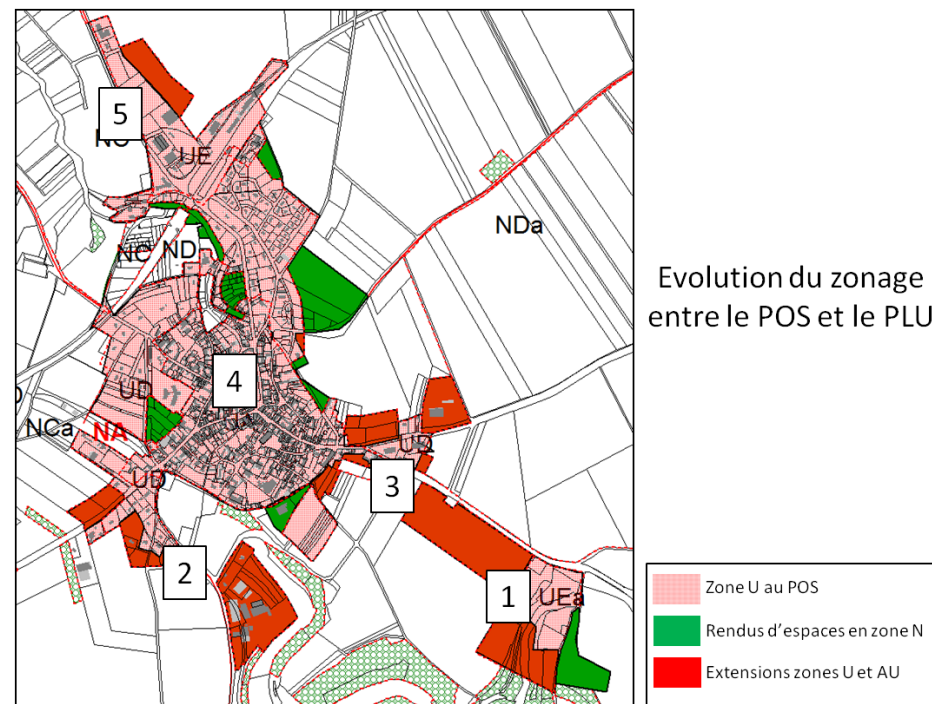 5
UE
NDa
NC
ND
Evolution du zonage
entre le POS et le PLU
4
UD
NCa
NA
UD
UD
3
2
1
UEa
Zone U au POS
Rendus d'espaces en zone N
Extensions zones U et AU